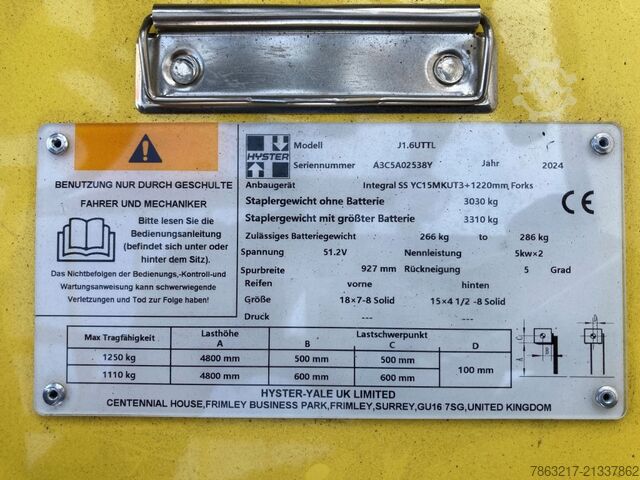 BENUTZUNG NUR DURCH GESCHULTE
FAHRER UND MECHANIKER
Bitte lesen Sie die
Bedienungsanleitung
(befindet sich unter oder
hinter dem Sitz).
Das Nichtbefolgen der Bedienungs,-Kontroll-und
Wartungsanweisung kann schwerwiegende
Verletzungen und Tod zur Folge haben!
HYSTER
Modell J1.6UTTL
Seriennummer A3C5A02538Y Jahr 2024
Anbaugerät Integral SS YC15MKUT3+1220mm Forks
Staplergewicht ohne Batterie 3030 kg
Staplergewicht mit größter Batterie 3310 kg
Zulässiges Batteriegewicht 266 kg to 286 kg
Spannung 51.2V Nennleistung 5kw×2
Spurbreite 927 mm Rückneigung 5 Grad
Reifen vorne hinten
Größe 18×7-8 Solid 15×4 1/2 -8 Solid
Druck --- ---
CE
Max Tragfähigkeit Lasthöhe Lastschwerpunkt
A B C D
1250 kg 4800 mm 500 mm 500 mm 100 mm
1110 kg 4800 mm 600 mm 600 mm
HYSTER-YALE UK LIMITED
CENTENNIAL HOUSE,FRIMLEY BUSINESS PARK,FRIMLEY,SURREY,GU16 7SG,UNITED KINGDOM
7863217-21337862